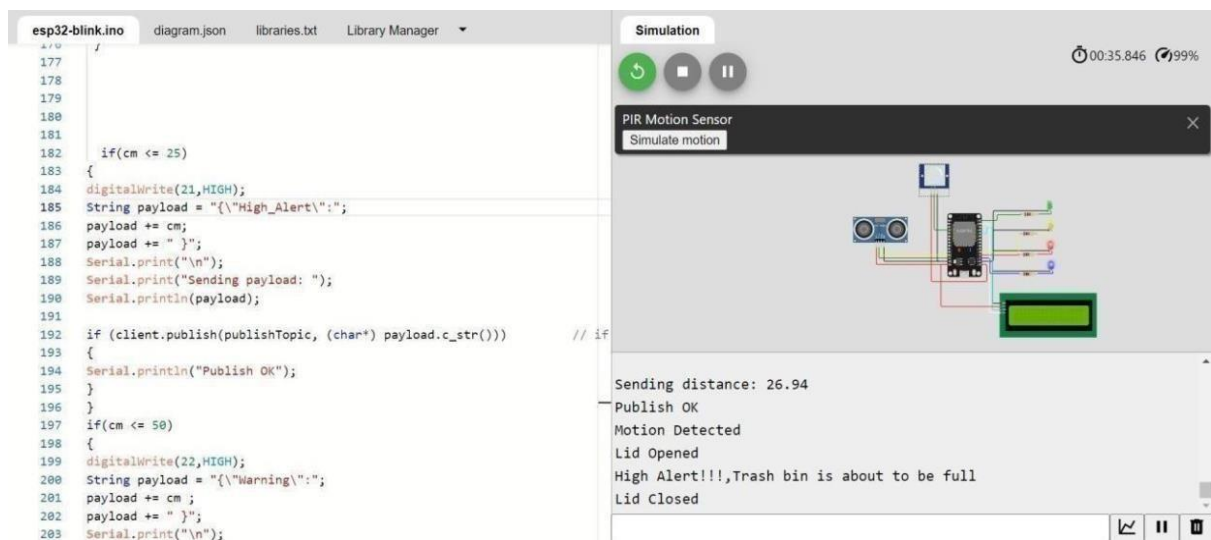 esp32-blink.ino diagram.json libraries.txt Library Manager
176 }
177
178
179
180
181
182 if(cm <= 25)
183 {
184 digitalWrite(21,HIGH);
185 String payload = "{\"High_Alert\":";
186 payload += cm;
187 payload += " }";
188 Serial.print("\n");
189 Serial.print("Sending payload: ");
190 Serial.println(payload);
191
192 if (client.publish(publishTopic, (char*) payload.c_str())) // if
193 {
194 Serial.println("Publish OK");
195 }
196 }
197 if(cm <= 50)
198 {
199 digitalWrite(22,HIGH);
200 String payload = "{\"Warning\":";
201 payload += cm ;
202 payload += " }";
203 Serial.print("\n");
Simulation
00:35.846 99%
PIR Motion Sensor
Simulate motion
Sending distance: 26.94
Publish OK
Motion Detected
Lid Opened
High Alert!!!,Trash bin is about to be full
Lid Closed